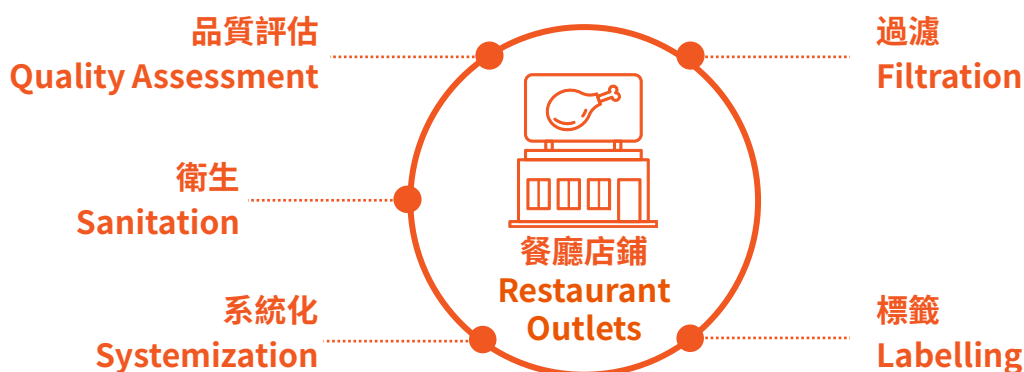 品質評估
Quality Assessment
過濾
Filtration
衛生
Sanitation
餐廳店鋪
Restaurant
Outlets
系統化
Systemization
標籤
Labelling